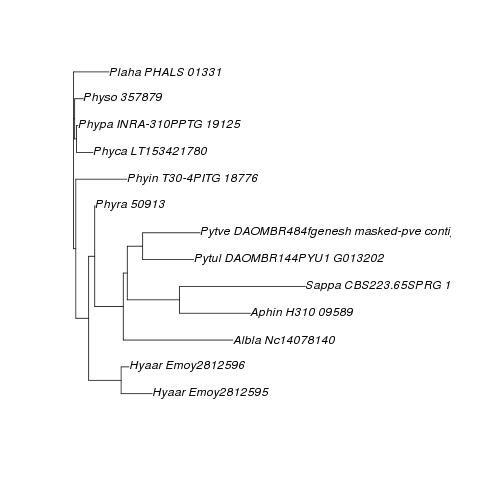 Plaha PHALS 01331
Physo 357879
Phypa INRA-310PPTG 19125
Phyca LT153421780
Phyin T30-4PITG 18776
Phyra 50913
Pytve DAOMBR484fgenesh masked-pve conti
Pytul DAOMBR144PYU1 G013202
Sappa CBS223.65SPRG 1
Aphin H310 09589
Albla Nc14078140
Hyaar Emoy2812596
Hyaar Emoy2812595